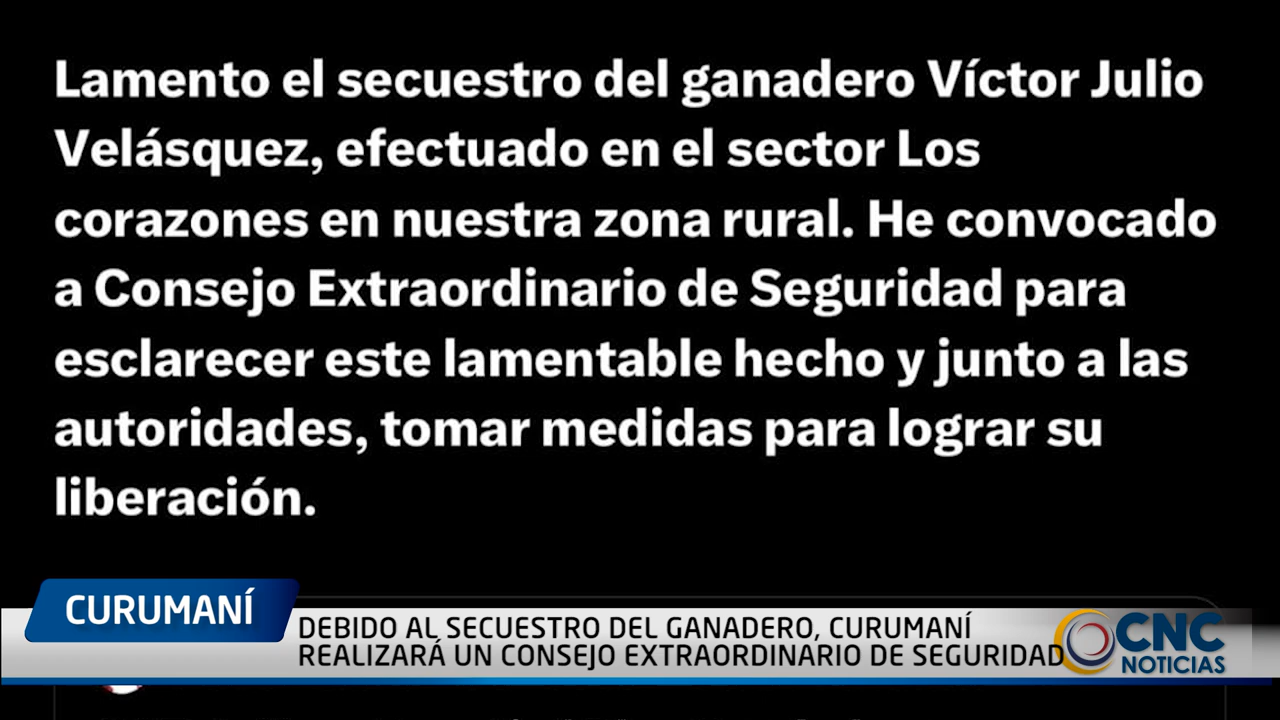 Lamento el secuestro del ganadero Víctor Julio
Velásquez, efectuado en el sector Los
corazones en nuestra zona rural. He convocado
a Consejo Extraordinario de Seguridad para
esclarecer este lamentable hecho y junto a las
autoridades, tomar medidas para lograr su
liberación.
CURUMANÍ
DEBIDO AL SECUESTRO DEL GANADERO, CURUMANÍ
REALIZARÁ UN CONSEJO EXTRAORDINARIO DE SEGURIDAD
CNC
NOTICIAS